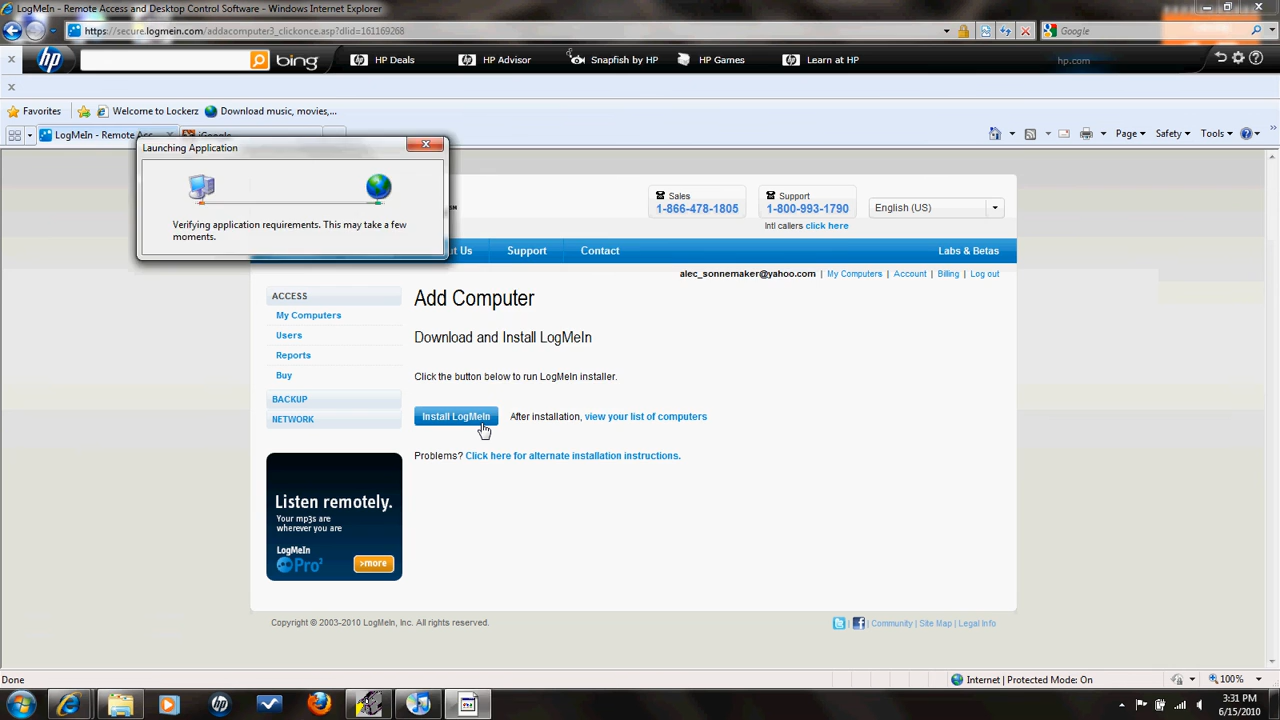 LogMeIn - Remote Access and Desktop Control Software - Windows Internet Explorer
https://secure.logmein.com/addacomputer3_clickonce.asp?dlid=161169268
Google
hp
bing
HP Deals
HP Advisor
Snapfish by HP
HP Games
Learn at HP
hp.com
Favorites
Welcome to Lockerz
Download music, movies,...
LogMeIn - Remote Acc...
iGoogle
Page
Safety
Tools
Launching Application
Verifying application requirements. This may take a few
moments.
Sales
1-866-478-1805
Support
1-800-993-1790
Intl callers click here
English (US)
ut Us
Support
Contact
Labs & Betas
alec_sonnemaker@yahoo.com | My Computers | Account | Billing | Log out
ACCESS
My Computers
Users
Reports
Buy
BACKUP
NETWORK
Add Computer
Download and Install LogMeIn
Click the button below to run LogMeIn installer.
Install LogMeIn
After installation, view your list of computers
Problems? Click here for alternate installation instructions.
Listen remotely.
Your mp3s are
wherever you are
LogMeIn
Pro²
>more
Copyright © 2003-2010 LogMeIn, Inc. All rights reserved.
| Community | Site Map | Legal Info
Done
Internet | Protected Mode: On
100%
3:31 PM
6/15/2010